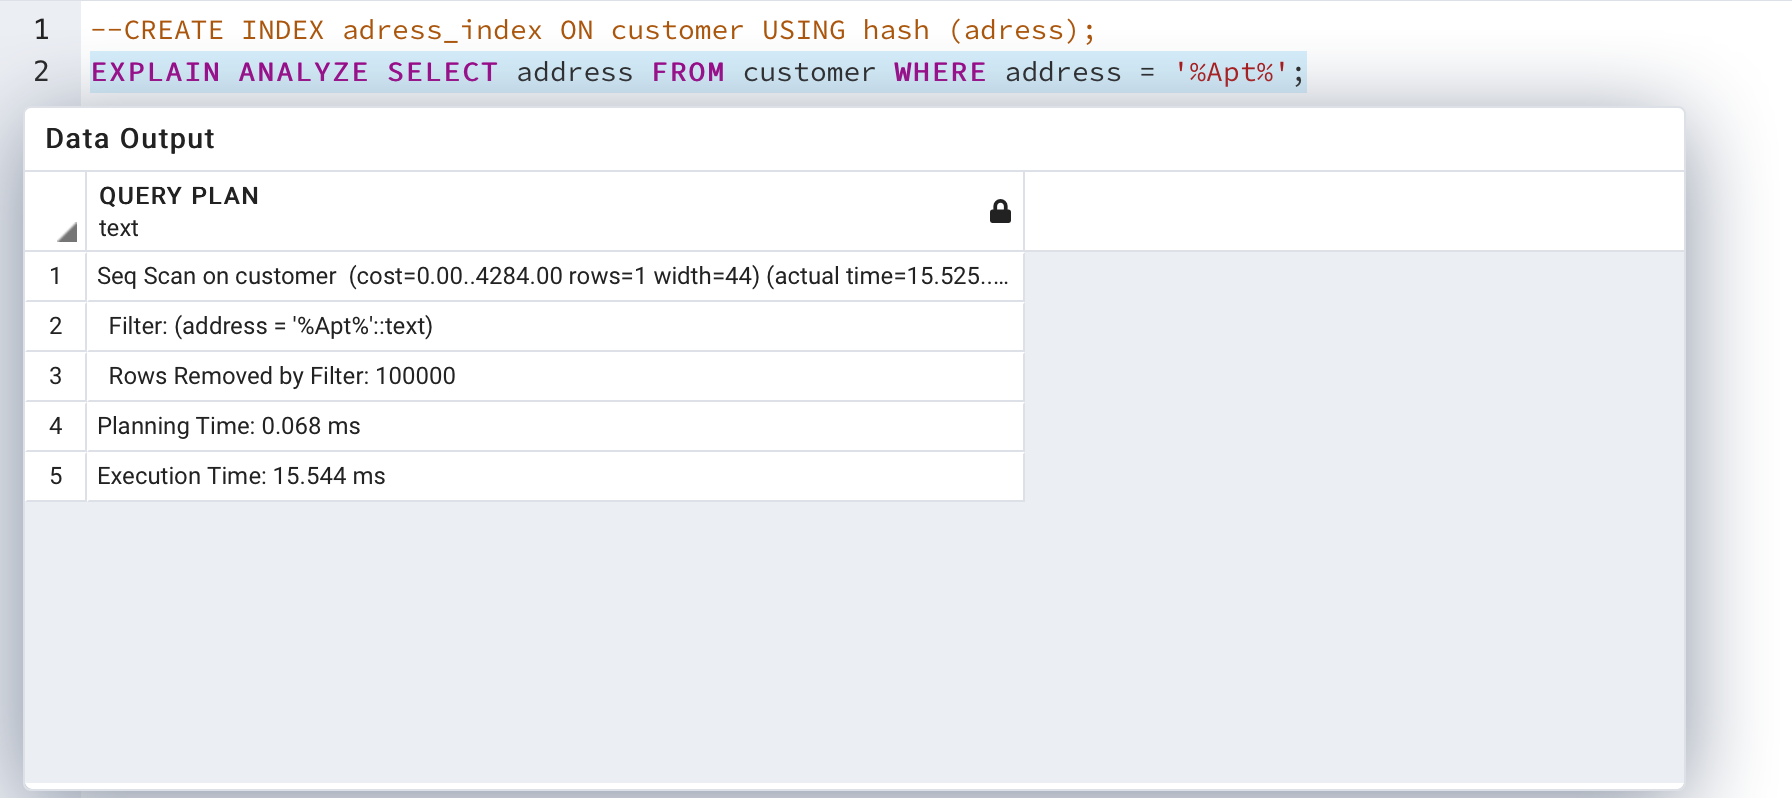 1 --CREATE INDEX adress_index ON customer USING hash (adress);
2 EXPLAIN ANALYZE SELECT address FROM customer WHERE address = '%Apt%';
Data Output
QUERY PLAN
text
1 Seq Scan on customer (cost=0.00..4284.00 rows=1 width=44) (actual time=15.525.…
2 Filter: (address = '%Apt%'::text)
3 Rows Removed by Filter: 100000
4 Planning Time: 0.068 ms
5 Execution Time: 15.544 ms